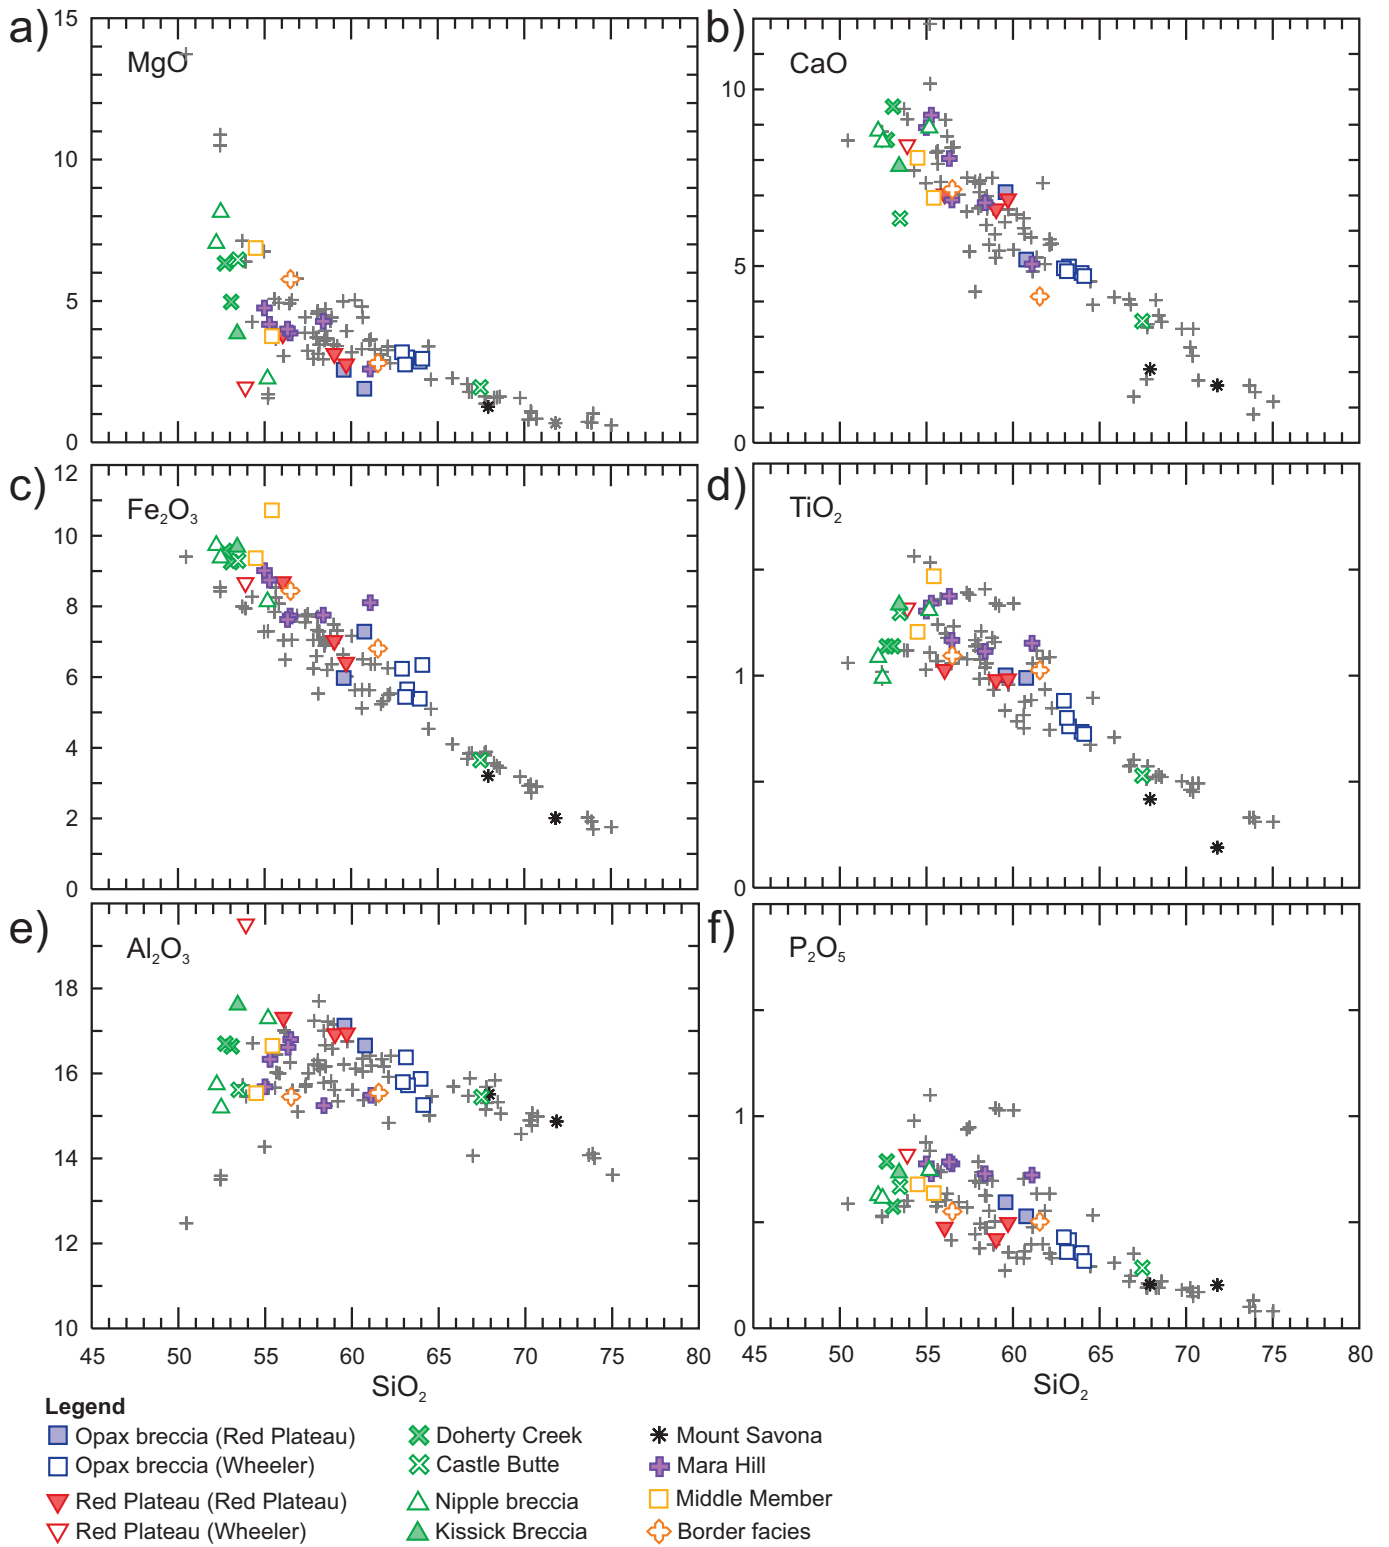 a)
MgO
15
10
5
0
b)
CaO
10
5
0
c)
Fe₂O₃
12
10
8
6
4
2
0
d)
TiO₂
1
0
e)
Al₂O₃
18
16
14
12
10
45 50 55 60 65 70 75 80
SiO₂
f)
P₂O₅
1
0
45 50 55 60 65 70 75 80
SiO₂
Legend
Opax breccia (Red Plateau)
Opax breccia (Wheeler)
Red Plateau (Red Plateau)
Red Plateau (Wheeler)
Doherty Creek
Castle Butte
Nipple breccia
Kissick Breccia
Mount Savona
Mara Hill
Middle Member
Border facies